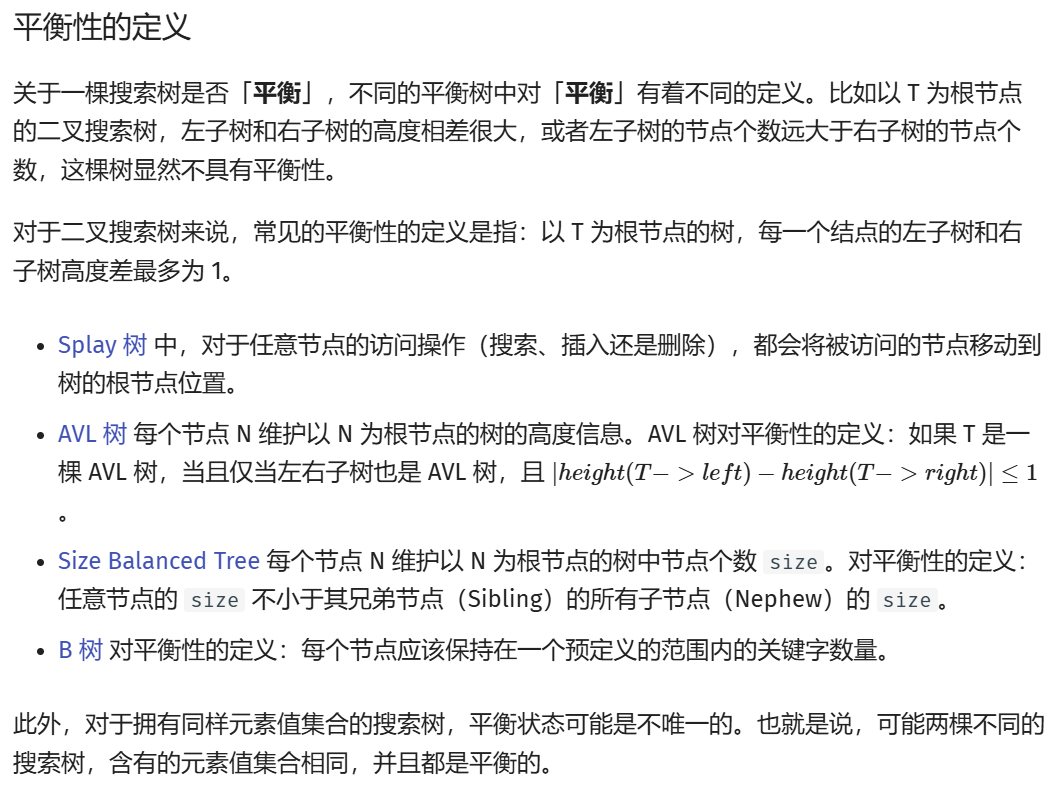 平衡性的定义
关于一棵搜索树是否「平衡」，不同的平衡树中对「平衡」有着不同的定义。比如以 T 为根节点
的二叉搜索树，左子树和右子树的高度相差很大，或者左子树的节点个数远大于右子树的节点个
数，这棵树显然不具有平衡性。
对于二叉搜索树来说，常见的平衡性的定义是指：以 T 为根节点的树，每一个结点的左子树和右
子树高度差最多为 1。
• Splay 树 中，对于任意节点的访问操作（搜索、插入还是删除），都会将被访问的节点移动到
树的根节点位置。
• AVL 树 每个节点 N 维护以 N 为根节点的树的高度信息。AVL 树对平衡性的定义：如果 T 是一
棵 AVL 树，当且仅当左右子树也是 AVL 树，且 |height(T− > left) − height(T− > right)| ≤ 1
。
• Size Balanced Tree 每个节点 N 维护以 N 为根节点的树中节点个数 size 。对平衡性的定义：
任意节点的 size 不小于其兄弟节点（Sibling）的所有子节点（Nephew）的 size 。
• B 树 对平衡性的定义：每个节点应该保持在一个预定义的范围内的关键字数量。
此外，对于拥有同样元素值集合的搜索树，平衡状态可能是不唯一的。也就是说，可能两棵不同的
搜索树，含有的元素值集合相同，并且都是平衡的。